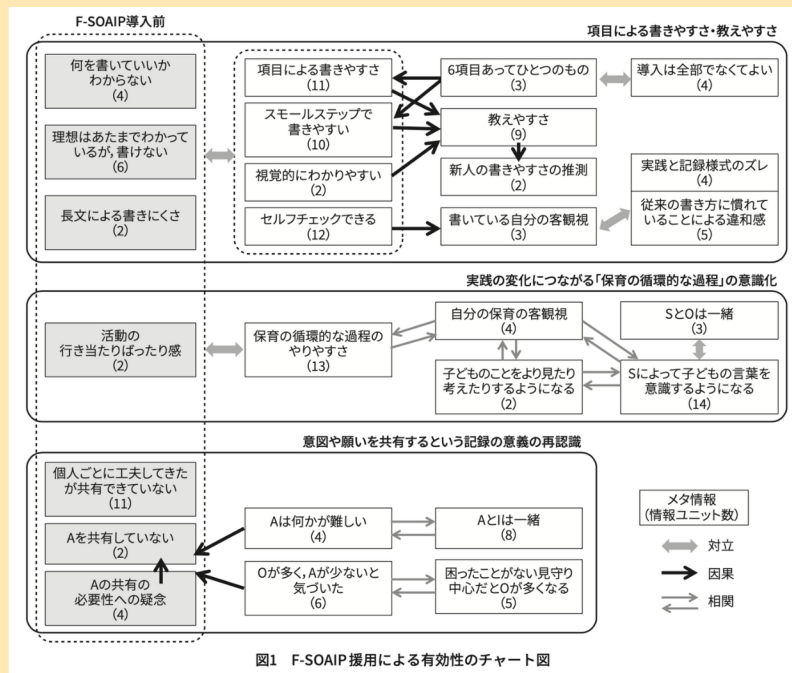 F-SOAIP導入前
項目による書きやすさ・教えやすさ
何を書いていいか
わからない
(4)
理想はあたまでわかって
いるが，書けない
(6)
長文による書きにくさ
(2)
項目による書きやすさ
(11)
スモールステップで
書きやすい
(10)
視覚的にわかりやすい
(2)
セルフチェックできる
(12)
6項目あってひとつのもの
(3)
教えやすさ
(9)
新人の書きやすさの推測
(2)
書いている自分の客観視
(3)
導入は全部でなくてよい
(4)
実践と記録様式のズレ
(4)
従来の書き方に慣れて
いることによる違和感
(5)
実践の変化につながる「保育の循環的な過程」の意識化
活動の
行き当たりばったり感
(2)
保育の循環的な過程の
やりやすさ
(13)
自分の保育の客観視
(4)
子どものことをより見たり
考えたりするようになる
(2)
SとOは一緒
(3)
Sによって子どもの言葉を
意識するようになる
(14)
意図や願いを共有するという記録の意義の再認識
個人ごとに工夫してきた
が共有できていない
(11)
Aを共有していない
(2)
Aの共有の
必要性への疑念
(4)
Aは何かが難しい
(4)
Oが多く，Aが少ないと
気づいた
(6)
AとIは一緒
(8)
困ったことがない見守り
中心だとOが多くなる
(5)
メタ情報
(情報ユニット数)
対立
因果
相関
図1 F-SOAIP援用による有効性のチャート図